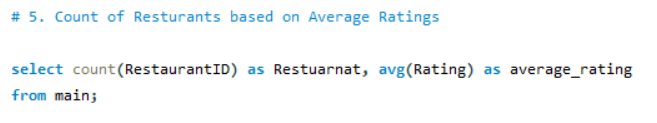 # 5. Count of Resturants based on Average Ratings
select count(RestaurantID) as Restuarnat, avg(Rating) as average_rating
from main;